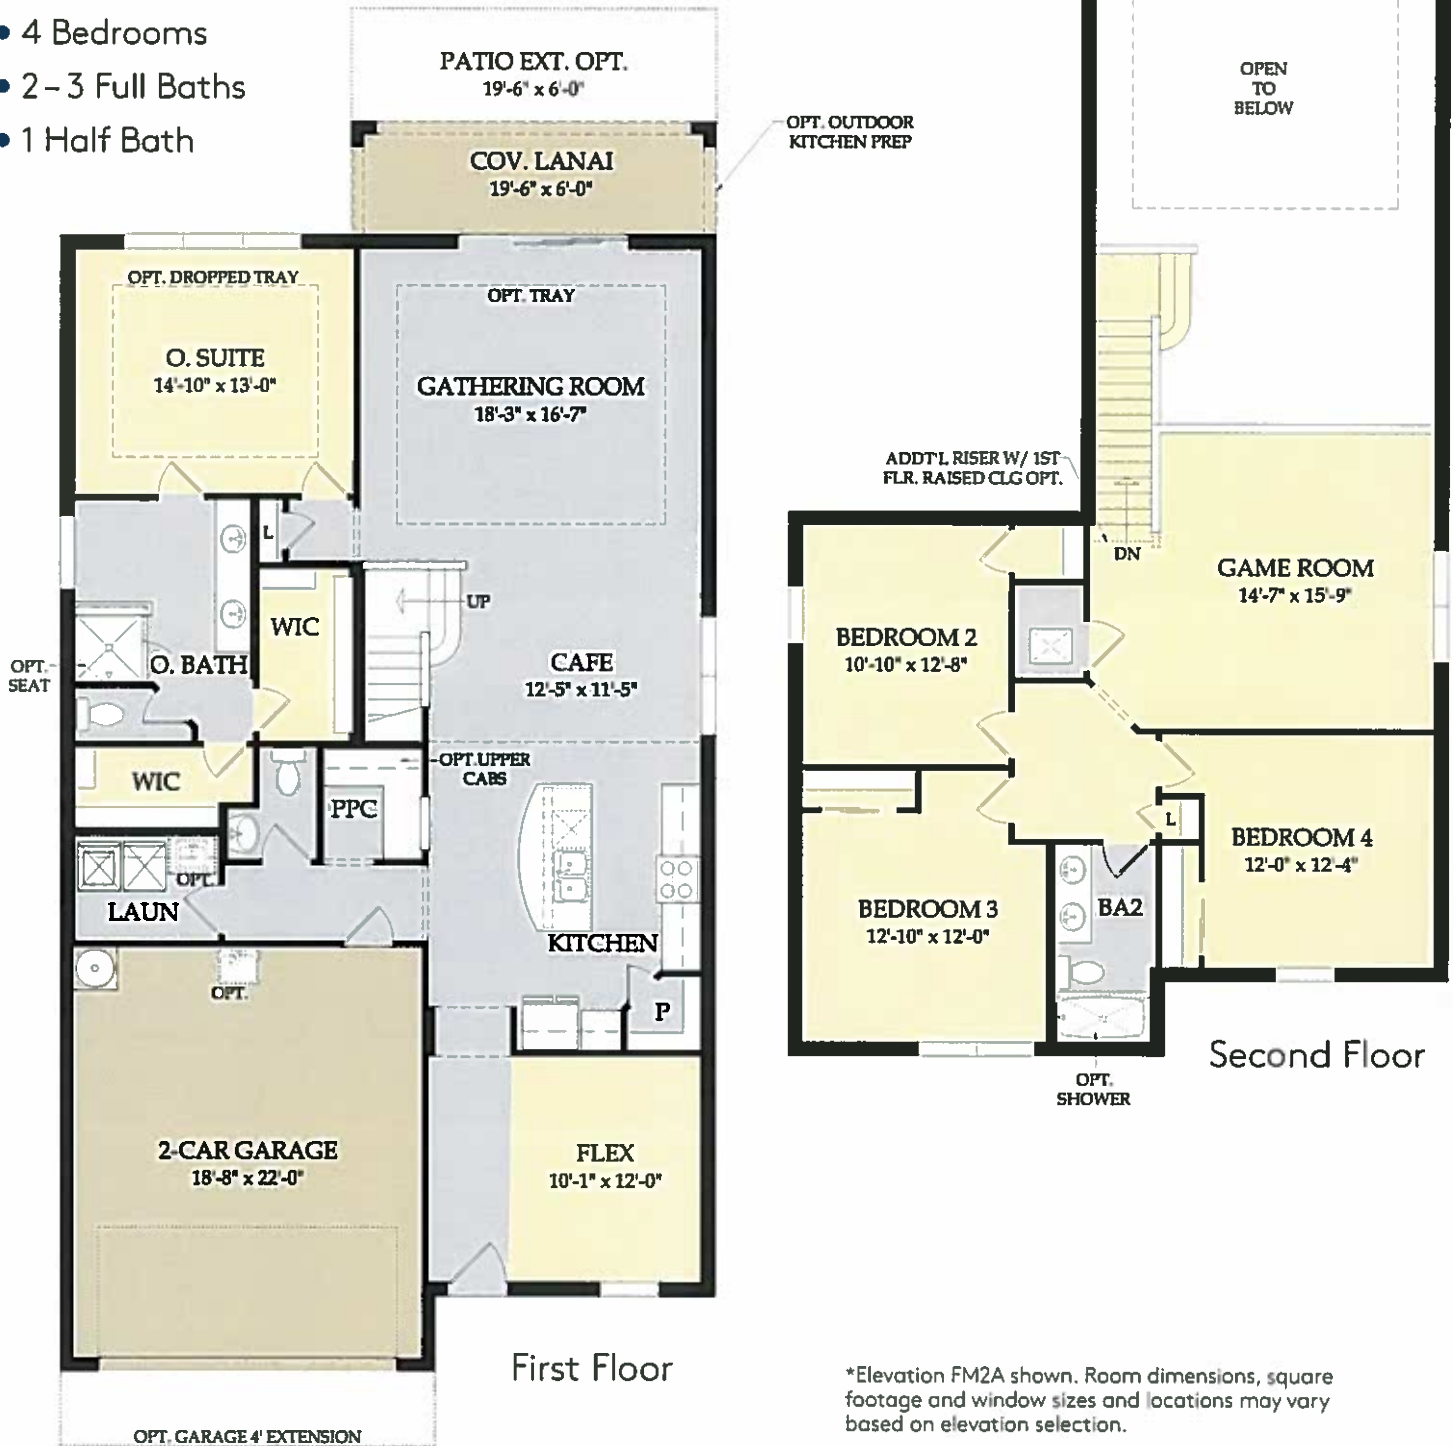 • 4 Bedrooms
• 2–3 Full Baths
• 1 Half Bath
PATIO EXT. OPT.
19'-6" x 6'-0"
OPT. OUTDOOR
KITCHEN PREP
COV. LANAI
19'-6" x 6'-0"
OPT. DROPPED TRAY
O. SUITE
14'-10" x 13'-0"
OPT. TRAY
GATHERING ROOM
18'-3" x 16'-7"
L
UP
WIC
OPT.
SEAT
O. BATH
CAFE
12'-5" x 11'-5"
WIC
OPT. UPPER
CABS
PPC
OPT.
LAUN
KITCHEN
OPT.
P
2-CAR GARAGE
18'-8" x 22'-0"
FLEX
10'-1" x 12'-0"
First Floor
OPT. GARAGE 4' EXTENSION
OPEN
TO
BELOW
ADDT'L RISER W/ 1ST
FLR. RAISED CLG OPT.
DN
GAME ROOM
14'-7" x 15'-9"
BEDROOM 2
10'-10" x 12'-8"
L
BEDROOM 4
12'-0" x 12'-4"
BEDROOM 3
12'-10" x 12'-0"
BA2
OPT.
SHOWER
Second Floor
*Elevation FM2A shown. Room dimensions, square
footage and window sizes and locations may vary
based on elevation selection.